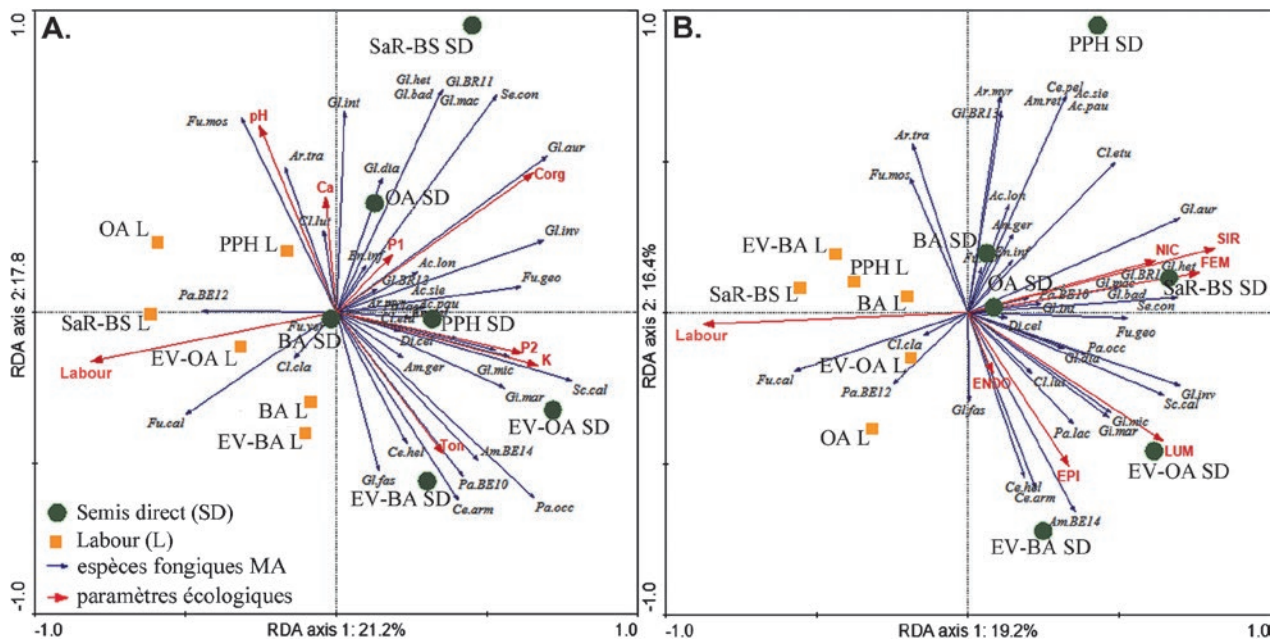 A.
1.0
RDA axis 2: 17.8
-1.0
SaR-BS SD
Gl.het
Gl.BR11
Gl.bad
Gl.mac
Se.con
Gl.int
pH
Fu.mos
Ar.tra
Gl.dia
Gl.aur
Corg
Ca
OA SD
Cl.lut
OA L
PPH L
P1
Gl.inv
En.inf
Ac.lon
Gl.BR12
Ac.sie
Fu.geo
Pa.BE12
SaR-BS L
PPH SD
Fu.ver
BA SD
Di.cel
P2
K
EV-OA L
Labour
Cl.cla
Am.ger
Gl.mic
Sc.cal
Gi.mar
Fu.cal
BA L
EV-OA SD
EV-BA L
Ton
Ce.hel
Am.BE14
Gl.fas
Pa.BE10
EV-BA SD
Ce.arm
Pa.occ
Semis direct (SD)
Labour (L)
espèces fongiques MA
paramètres écologiques
-1.0
RDA axis 1: 21.2%
1.0
B.
RDA axis 2: 16.4%
PPH SD
Ar.myr
Ce.pel
Ac.sie
Am.ret
Ac.pau
Gl.BR13
Ar.tra
Cl.etu
Fu.mos
Ac.lon
Gl.aur
Am.ger
EV-BA L
BA SD
En.inf
SIR
NIC
Gl.het
FEM
PPH L
SaR-BS L
OA SD
Gl.mac
SaR-BS SD
BA L
Pa.BE10
Gl.bad
Se.con
Gl.int
Labour
Di.cel
Fu.geo
Cl.cla
Pa.occ
EV-OA L
Gl.dia
Fu.cal
ENDO
Cl.lut
Pa.BE12
Gl.inv
Sc.cal
Gl.fas
Gl.mic
OA L
Pa.lac
Gi.mar
LUM
EPI
EV-OA SD
Ce.hel
Ce.arm
Am.BE14
EV-BA SD
-1.0
RDA axis 1: 19.2%
1.0